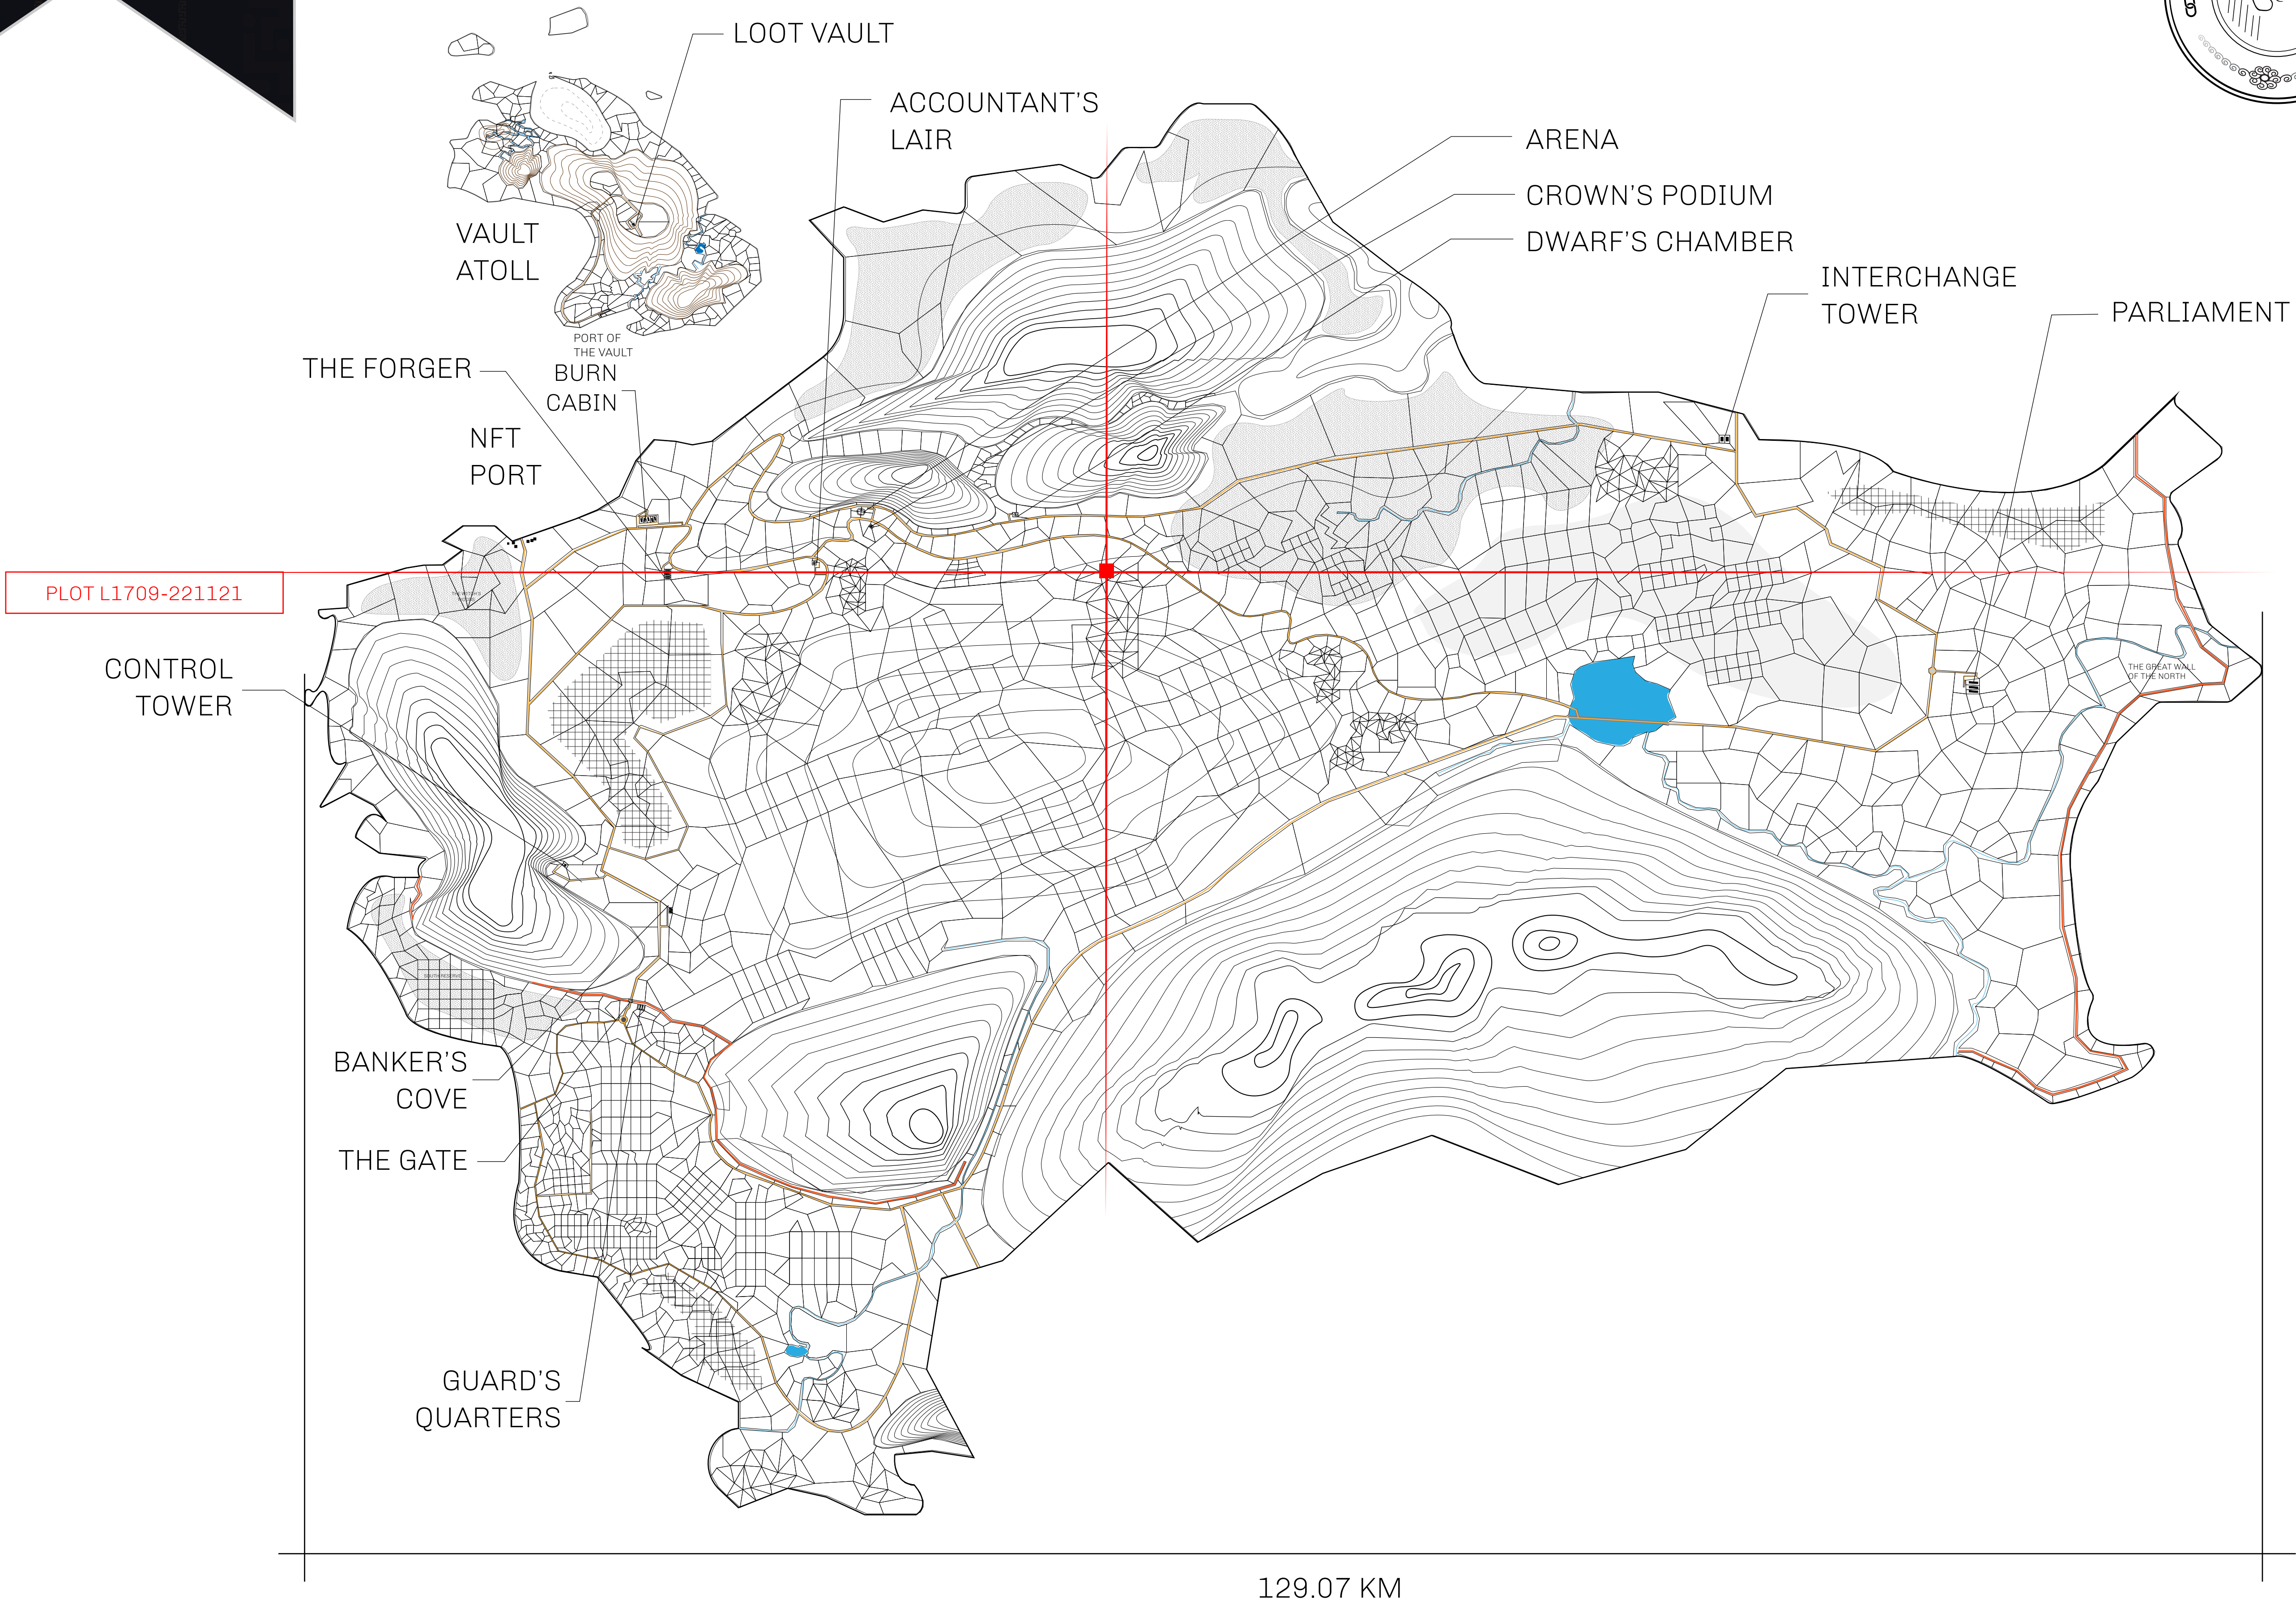 LOOT VAULT
ACCOUNTANT'S
LAIR
ARENA
CROWN'S PODIUM
DWARF'S CHAMBER
VAULT
ATOLL
INTERCHANGE
TOWER
PARLIAMENT
PORT OF
THE VAULT
THE FORGER
BURN
CABIN
NFT
PORT
PLOT L1709-221121
CONTROL
TOWER
THE GREAT WALL
OF THE NORTH
SOUTH RESERVE
BANKER'S
COVE
THE GATE
GUARD'S
QUARTERS
129.07 KM